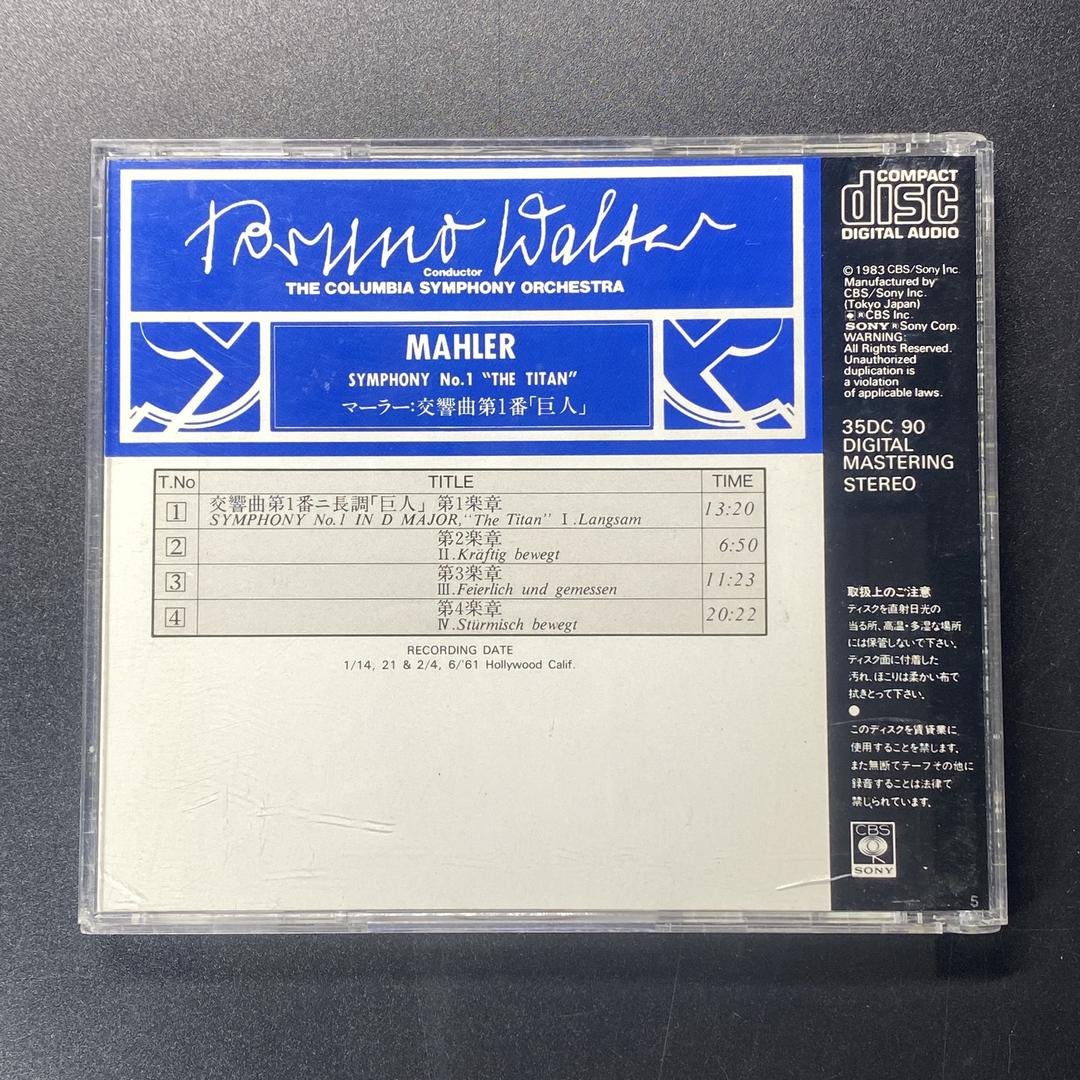 Bruno Walter
Conductor
THE COLUMBIA SYMPHONY ORCHESTRA
MAHLER
SYMPHONY No.1 "THE TITAN"
マーラー:交響曲第1番「巨人」
T.No TITLE TIME
1 交響曲第1番ニ長調「巨人」 第1楽章 13:20
SYMPHONY No.1 IN D MAJOR,"The Titan" I.Langsam
2 第2楽章 6:50
II.Kräftig bewegt
3 第3楽章 11:23
III.Feierlich und gemessen
4 第4楽章 20:22
IV.Stürmisch bewegt
RECORDING DATE
1/14, 21 & 2/4, 6/'61 Hollywood Calif.
COMPACT
disc
DIGITAL AUDIO
© 1983 CBS/Sony Inc.
Manufactured by
CBS/Sony Inc.
(Tokyo Japan)
®CBS Inc.
SONY ® Sony Corp.
WARNING:
All Rights Reserved.
Unauthorized
duplication is
a violation
of applicable laws.
35DC 90
DIGITAL
MASTERING
STEREO
取扱上のご注意
ディスクを直射日光の
当る所、高温・多湿な場所
には保管しないで下さい。
ディスク面に付着した
汚れ、ほこりは柔かい布で
拭きとって下さい。
このディスクを賃貸業に
使用することを禁じます。
また無断でテープその他に
録音することは法律で
禁じられています。
CBS
SONY
5